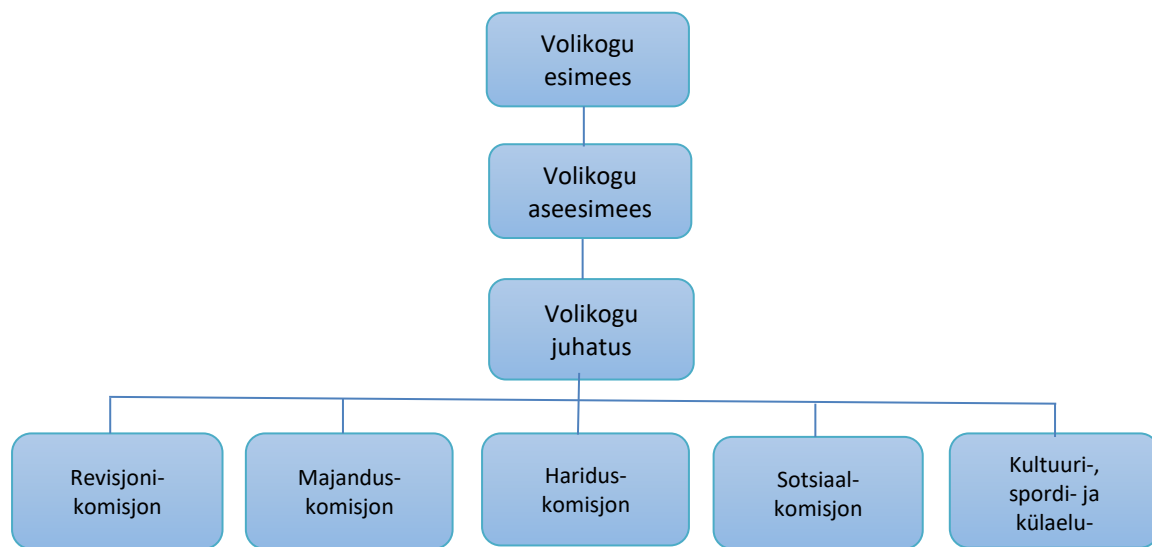 Volikogu
esimees
Volikogu
aseesimees
Volikogu
juhatus
Revisjoni-
komisjon
Majandus-
komisjon
Haridus-
komisjon
Sotsiaal-
komisjon
Kultuuri-,
spordi- ja
külaelu-